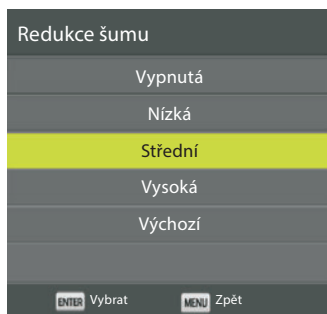 Redukce šumu
Vypnutá
Nízká
Střední
Vysoká
Výchozí
ENTER Vybrat MENU Zpět